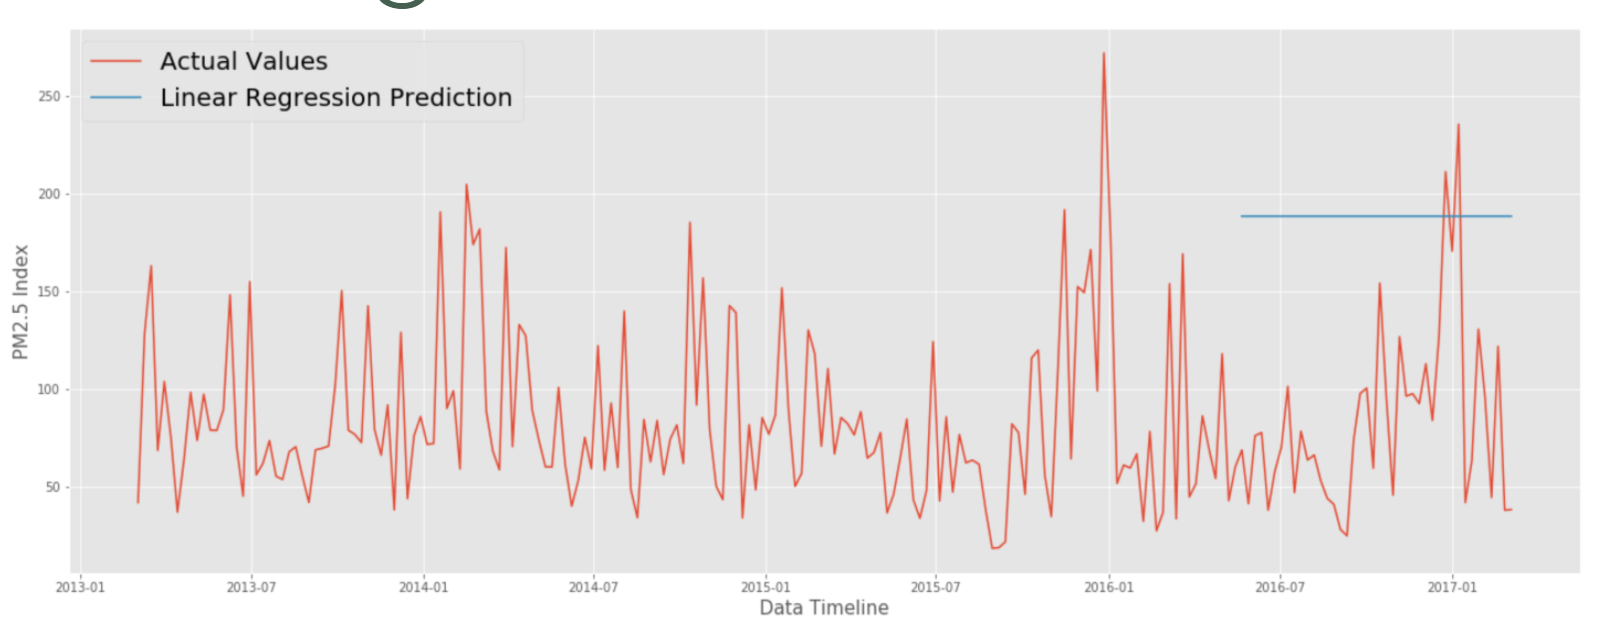 Actual Values
Linear Regression Prediction
250
200
150
100
50
PM2.5 Index
2013-01 2013-07 2014-01 2014-07 2015-01 2015-07 2016-01 2016-07 2017-01
Data Timeline